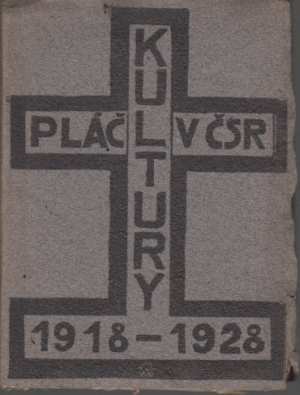 PLÁČ
KULTURY
V ČSR
1918-1928